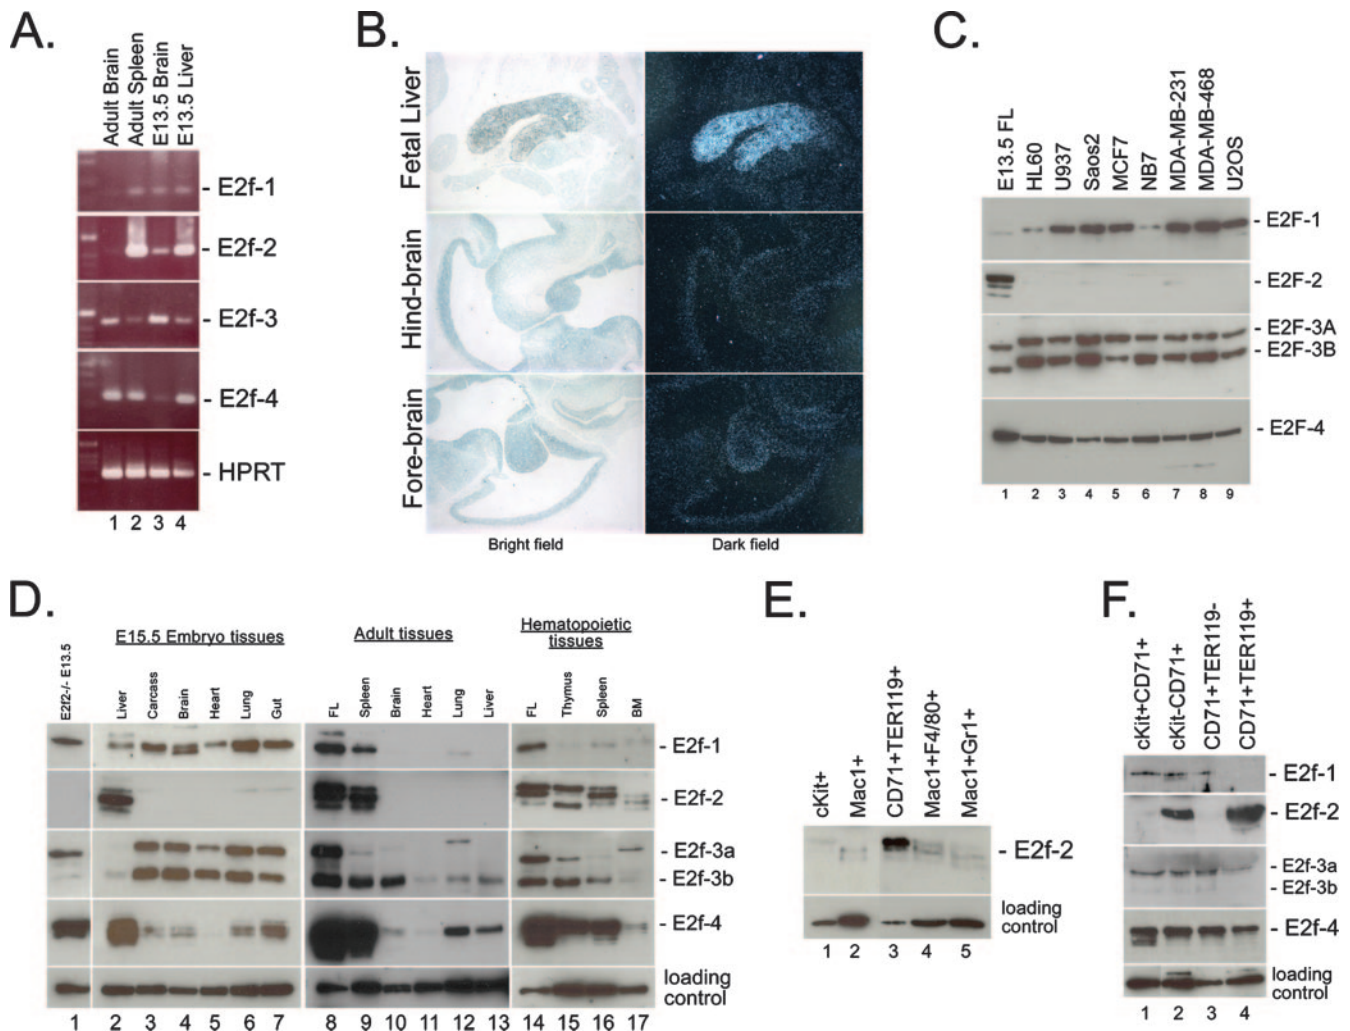 A.
Adult Brain
Adult Spleen
E13.5 Brain
E13.5 Liver
- E2f-1
- E2f-2
- E2f-3
- E2f-4
- HPRT
1 2 3 4
B.
Fetal Liver
Hind-brain
Fore-brain
Bright field
Dark field
C.
E13.5 FL
HL60
U937
Saos2
MCF7
NB7
MDA-MB-231
MDA-MB-468
U2OS
- E2F-1
- E2F-2
- E2F-3A
- E2F-3B
- E2F-4
1 2 3 4 5 6 7 8 9
D.
E2f2-/- E13.5
E15.5 Embryo tissues
Liver
Carcass
Brain
Heart
Lung
Gut
Adult tissues
FL
Spleen
Brain
Heart
Lung
Liver
Hematopoietic
tissues
FL
Thymus
Spleen
BM
- E2f-1
- E2f-2
- E2f-3a
- E2f-3b
- E2f-4
loading
control
1 2 3 4 5 6 7 8 9 10 11 12 13 14 15 16 17
E.
cKit+
Mac1+
CD71+TER119+
Mac1+F4/80+
Mac1+Gr1+
- E2f-2
loading
control
1 2 3 4 5
F.
cKit+CD71+
cKit-CD71+
CD71+TER119-
CD71+TER119+
- E2f-1
- E2f-2
- E2f-3a
- E2f-3b
- E2f-4
loading
control
1 2 3 4